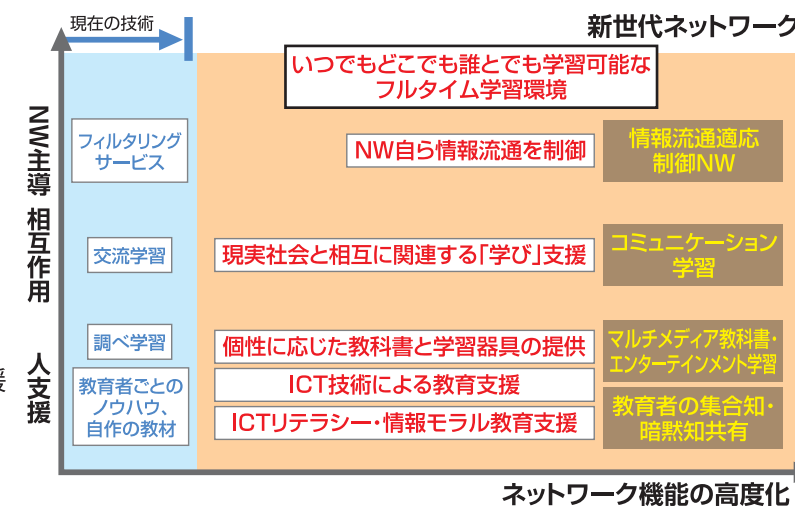 現在の技術
新世代ネットワーク
いつでもどこでも誰とでも学習可能な
フルタイム学習環境
NW主導
フィルタリング
サービス
NW自ら情報流通を制御
情報流通適応
制御NW
相互作用
交流学習
現実社会と相互に関連する「学び」支援
コミュニケーション
学習
人支援
調べ学習
個性に応じた教科書と学習器具の提供
マルチメディア教科書・
エンターテインメント学習
教育者ごとの
ノウハウ、
自作の教材
ICT技術による教育支援
ICTリテラシー・情報モラル教育支援
教育者の集合知・
暗黙知共有
ネットワーク機能の高度化